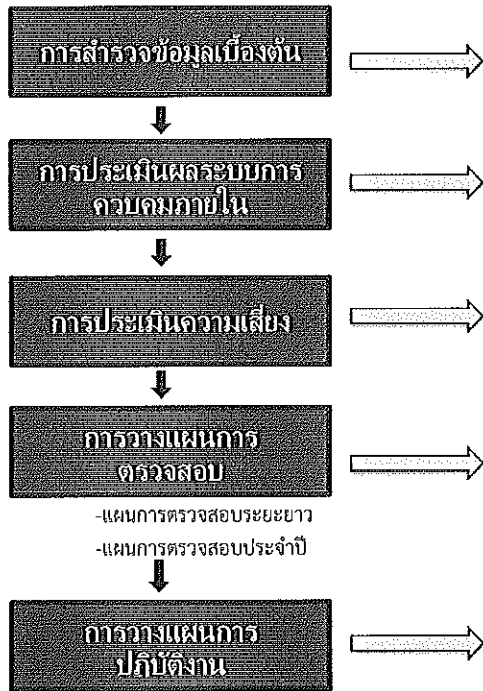 การสำรวจข้อมูลเบื้องต้น
การประเมินผลระบบการ
ควบคุมภายใน
การประเมินความเสี่ยง
การวางแผนการ
ตรวจสอบ
-แผนการตรวจสอบระยะยาว
-แผนการตรวจสอบประจำปี
การวางแผนการ
ปฏิบัติงาน